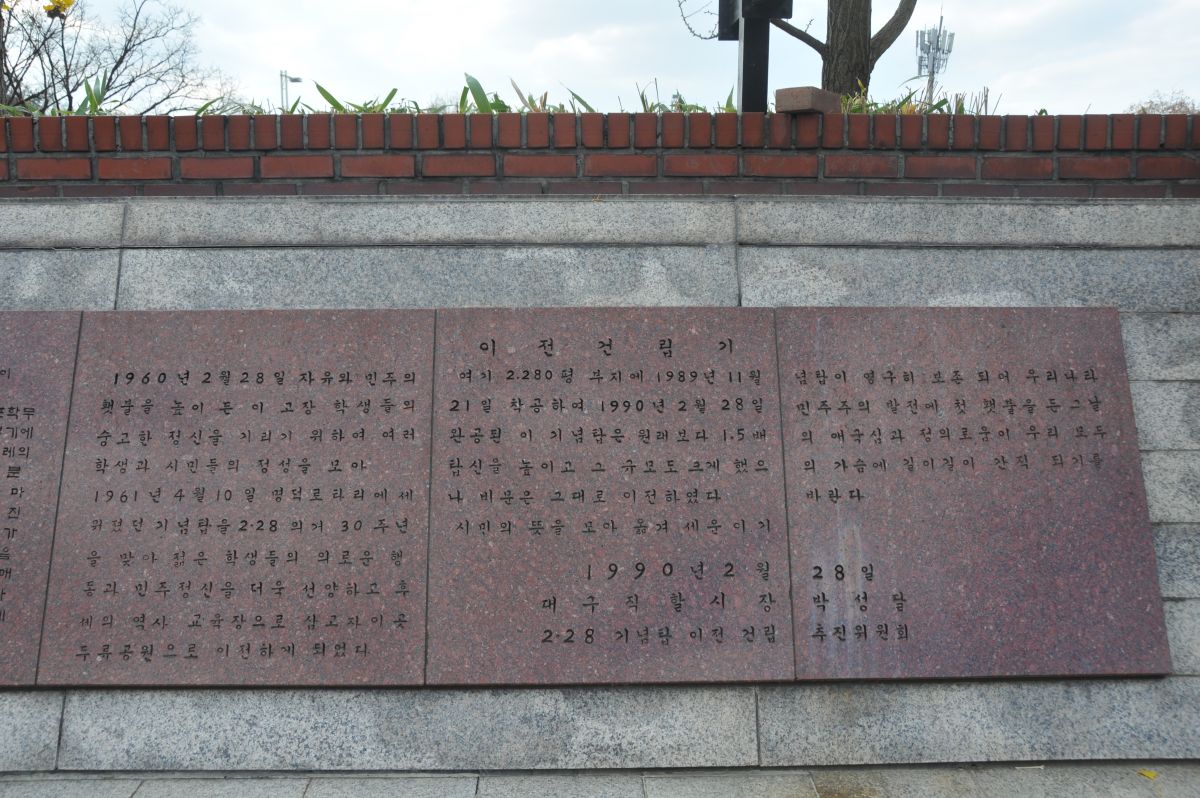 이
학무
기에
레의
분
마
진
가
을
매
1960년 2월 28일 자유와 민주의
횃불을 높이 든 이 고장 학생들의
숭고한 정신을 기리기 위하여 여러
학생과 시민들의 정성을 모아
1961년 4월 10일 명덕로타리에 세
워졌던 기념탑을 2·28 의거 30 주년
을 맞아 젊은 학생들의 의로운 행
동과 민주정신을 더욱 선양하고 후
세의 역사 교육장으로 삼고자 이곳
두류공원으로 이전하게 되었다
이 전 건 립 기
여기 2.280평 부지에 1989년 11월
21일 착공하여 1990년 2월 28일
완공된 이 기념탑은 원래보다 1.5배
탑신을 높이고 그 규모도 크게 했으
나 비문은 그대로 이전하였다
시민의 뜻을 모아 옮겨 세운 이 기
념탑이 영구히 보존 되어 우리나라
민주주의 발전에 첫 횃불을 든 그날
의 애국심과 정의로움이 우리 모두
의 가슴에 길이길이 간직 되기를
바란다
1990년 2월 28일
대구직할시장 박성달
2·28 기념탑 이전 건립 추진위원회